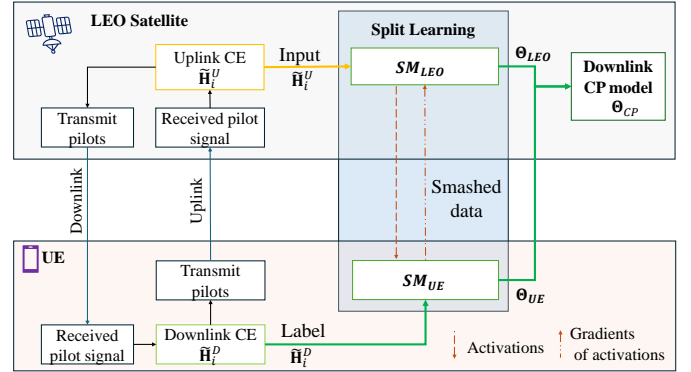 LEO Satellite
Split Learning
Uplink CE
H̃ᵢᵁ
Input
H̃ᵢᵁ
SM_LEO
Θ_LEO
Downlink
CP model
Θ_CP
Transmit
pilots
Received pilot
signal
Downlink
Uplink
Smashed
data
UE
Transmit
pilots
SM_UE
Θ_UE
Received
pilot signal
Downlink CE
H̃ᵢᴰ
Label
H̃ᵢᴰ
Activations
Gradients
of activations